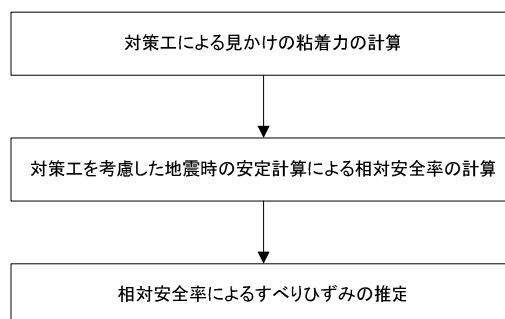 対策工による見かけの粘着力の計算
対策工を考慮した地震時の安定計算による相対安全率の計算
相対安全率によるすべりひずみの推定